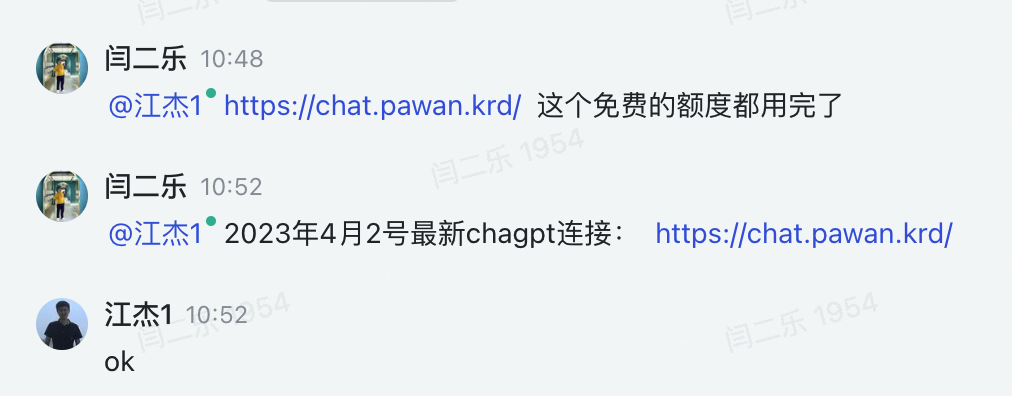 闫二乐 10:48
@江杰1 https://chat.pawan.krd/ 这个免费的额度都用完了
闫二乐 1954
闫二乐 10:52
@江杰1 2023年4月2号最新chagpt连接： https://chat.pawan.krd/
江杰1 10:52
闫二乐 1954
闫二乐 1954
ok